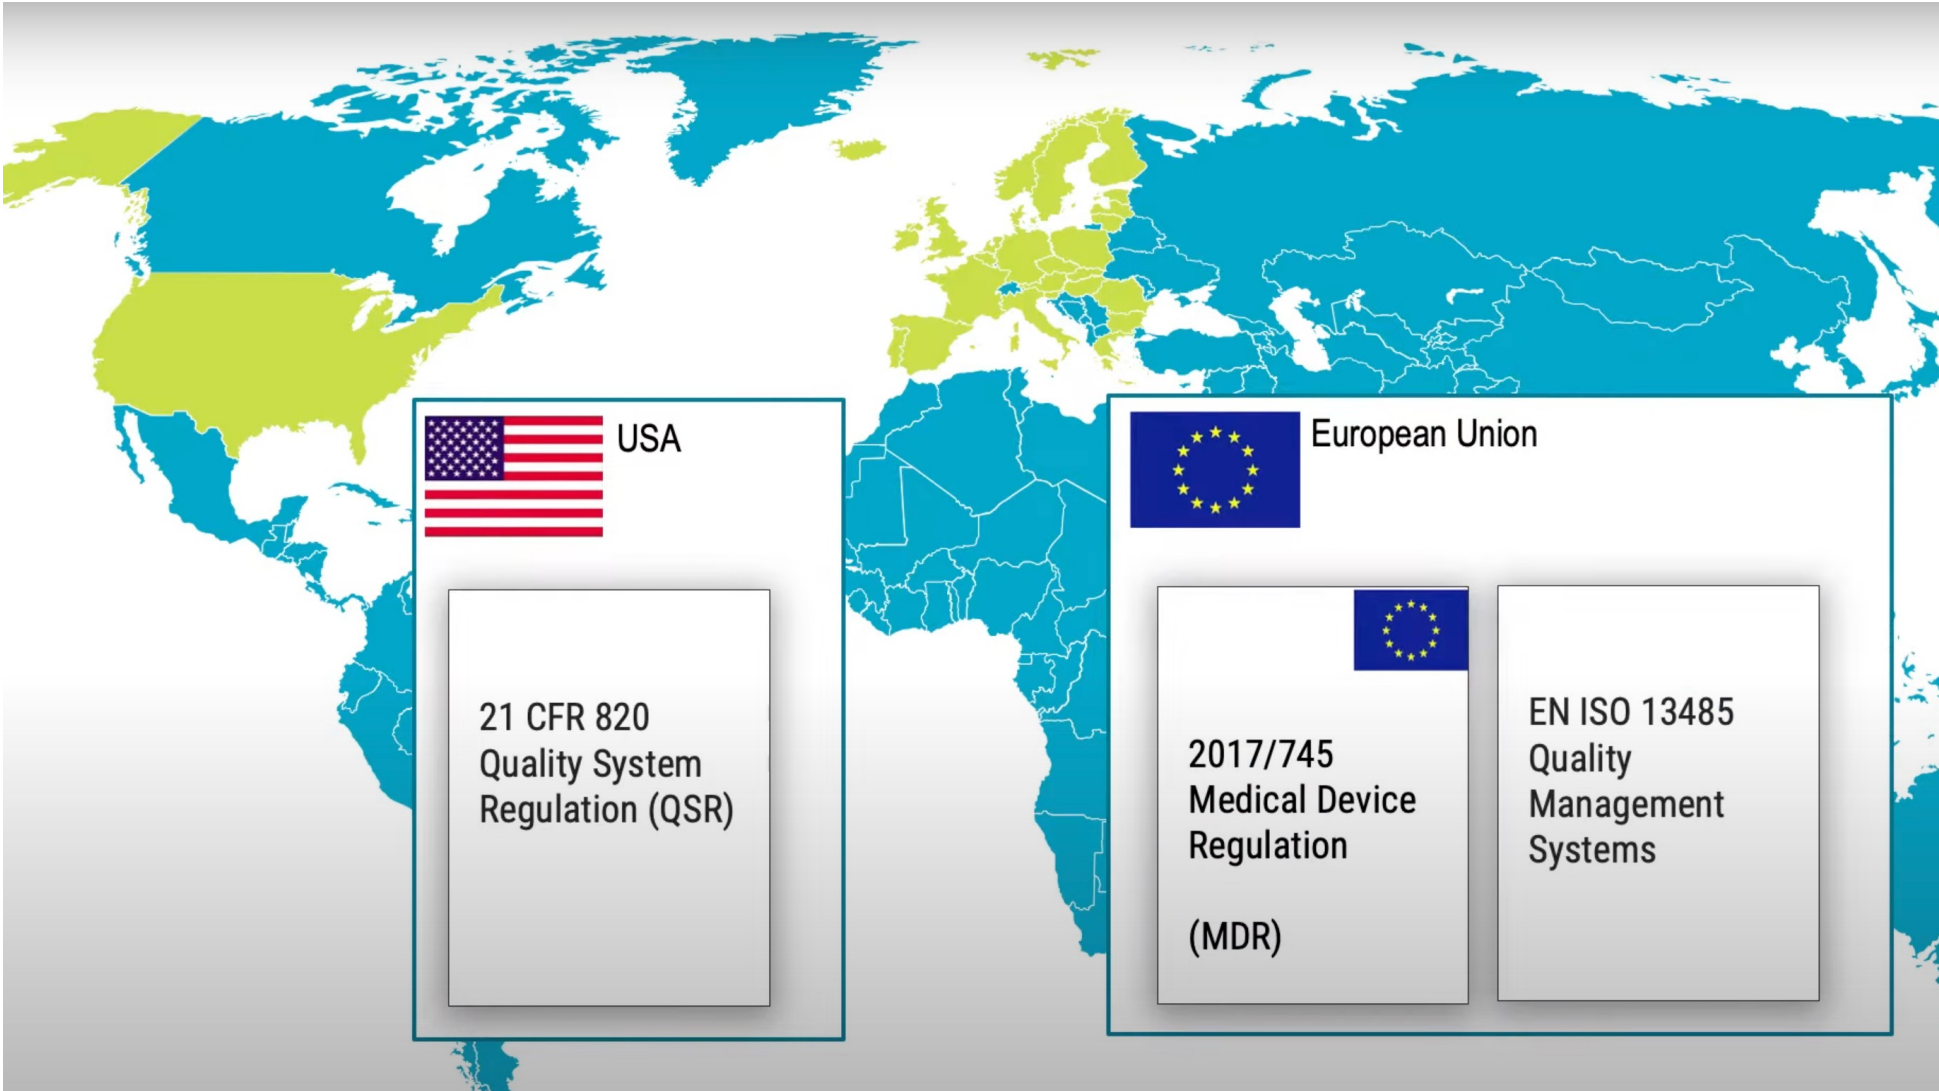 USA
21 CFR 820
Quality System
Regulation (QSR)
European Union
2017/745
Medical Device
Regulation
(MDR)
EN ISO 13485
Quality
Management
Systems